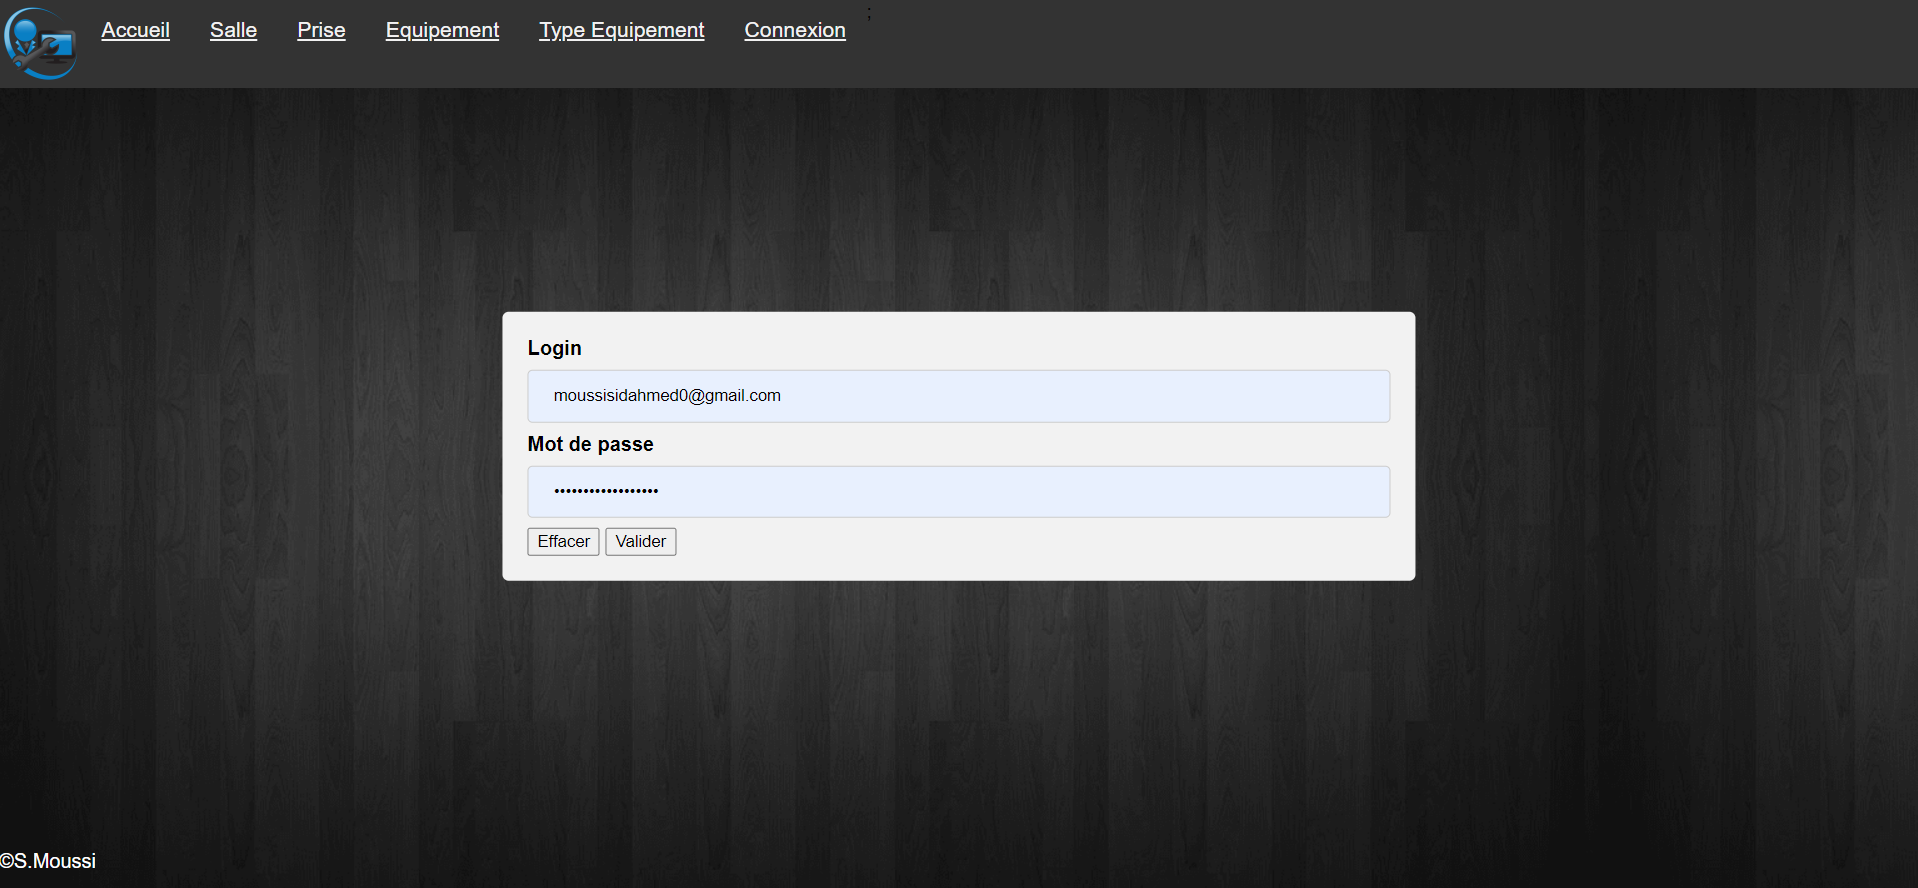 Accueil Salle Prise Equipement Type Equipement Connexion ;
Login
moussisidahmed0@gmail.com
Mot de passe
••••••••••••••••••
Effacer Valider
©S.Moussi